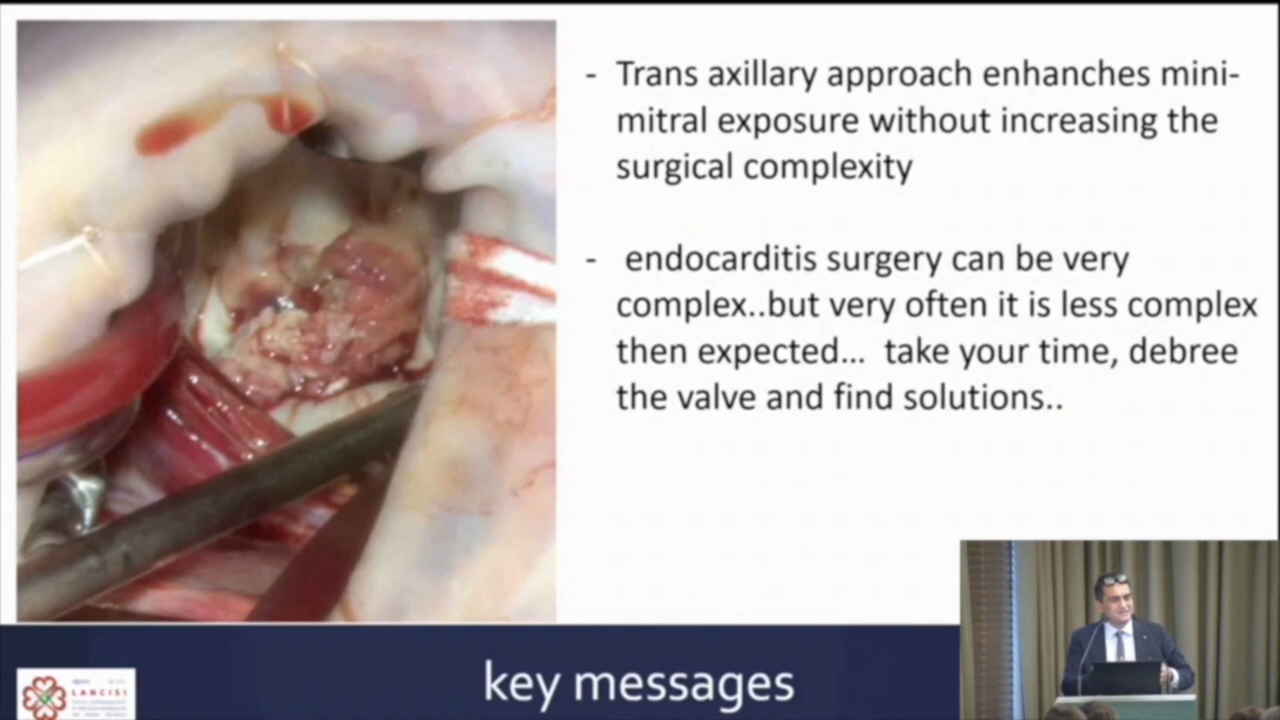 - Trans axillary approach enhanches mini-
mitral exposure without increasing the
surgical complexity
- endocarditis surgery can be very
complex..but very often it is less complex
then expected... take your time, debree
the valve and find solutions..
key messages
LANCISI